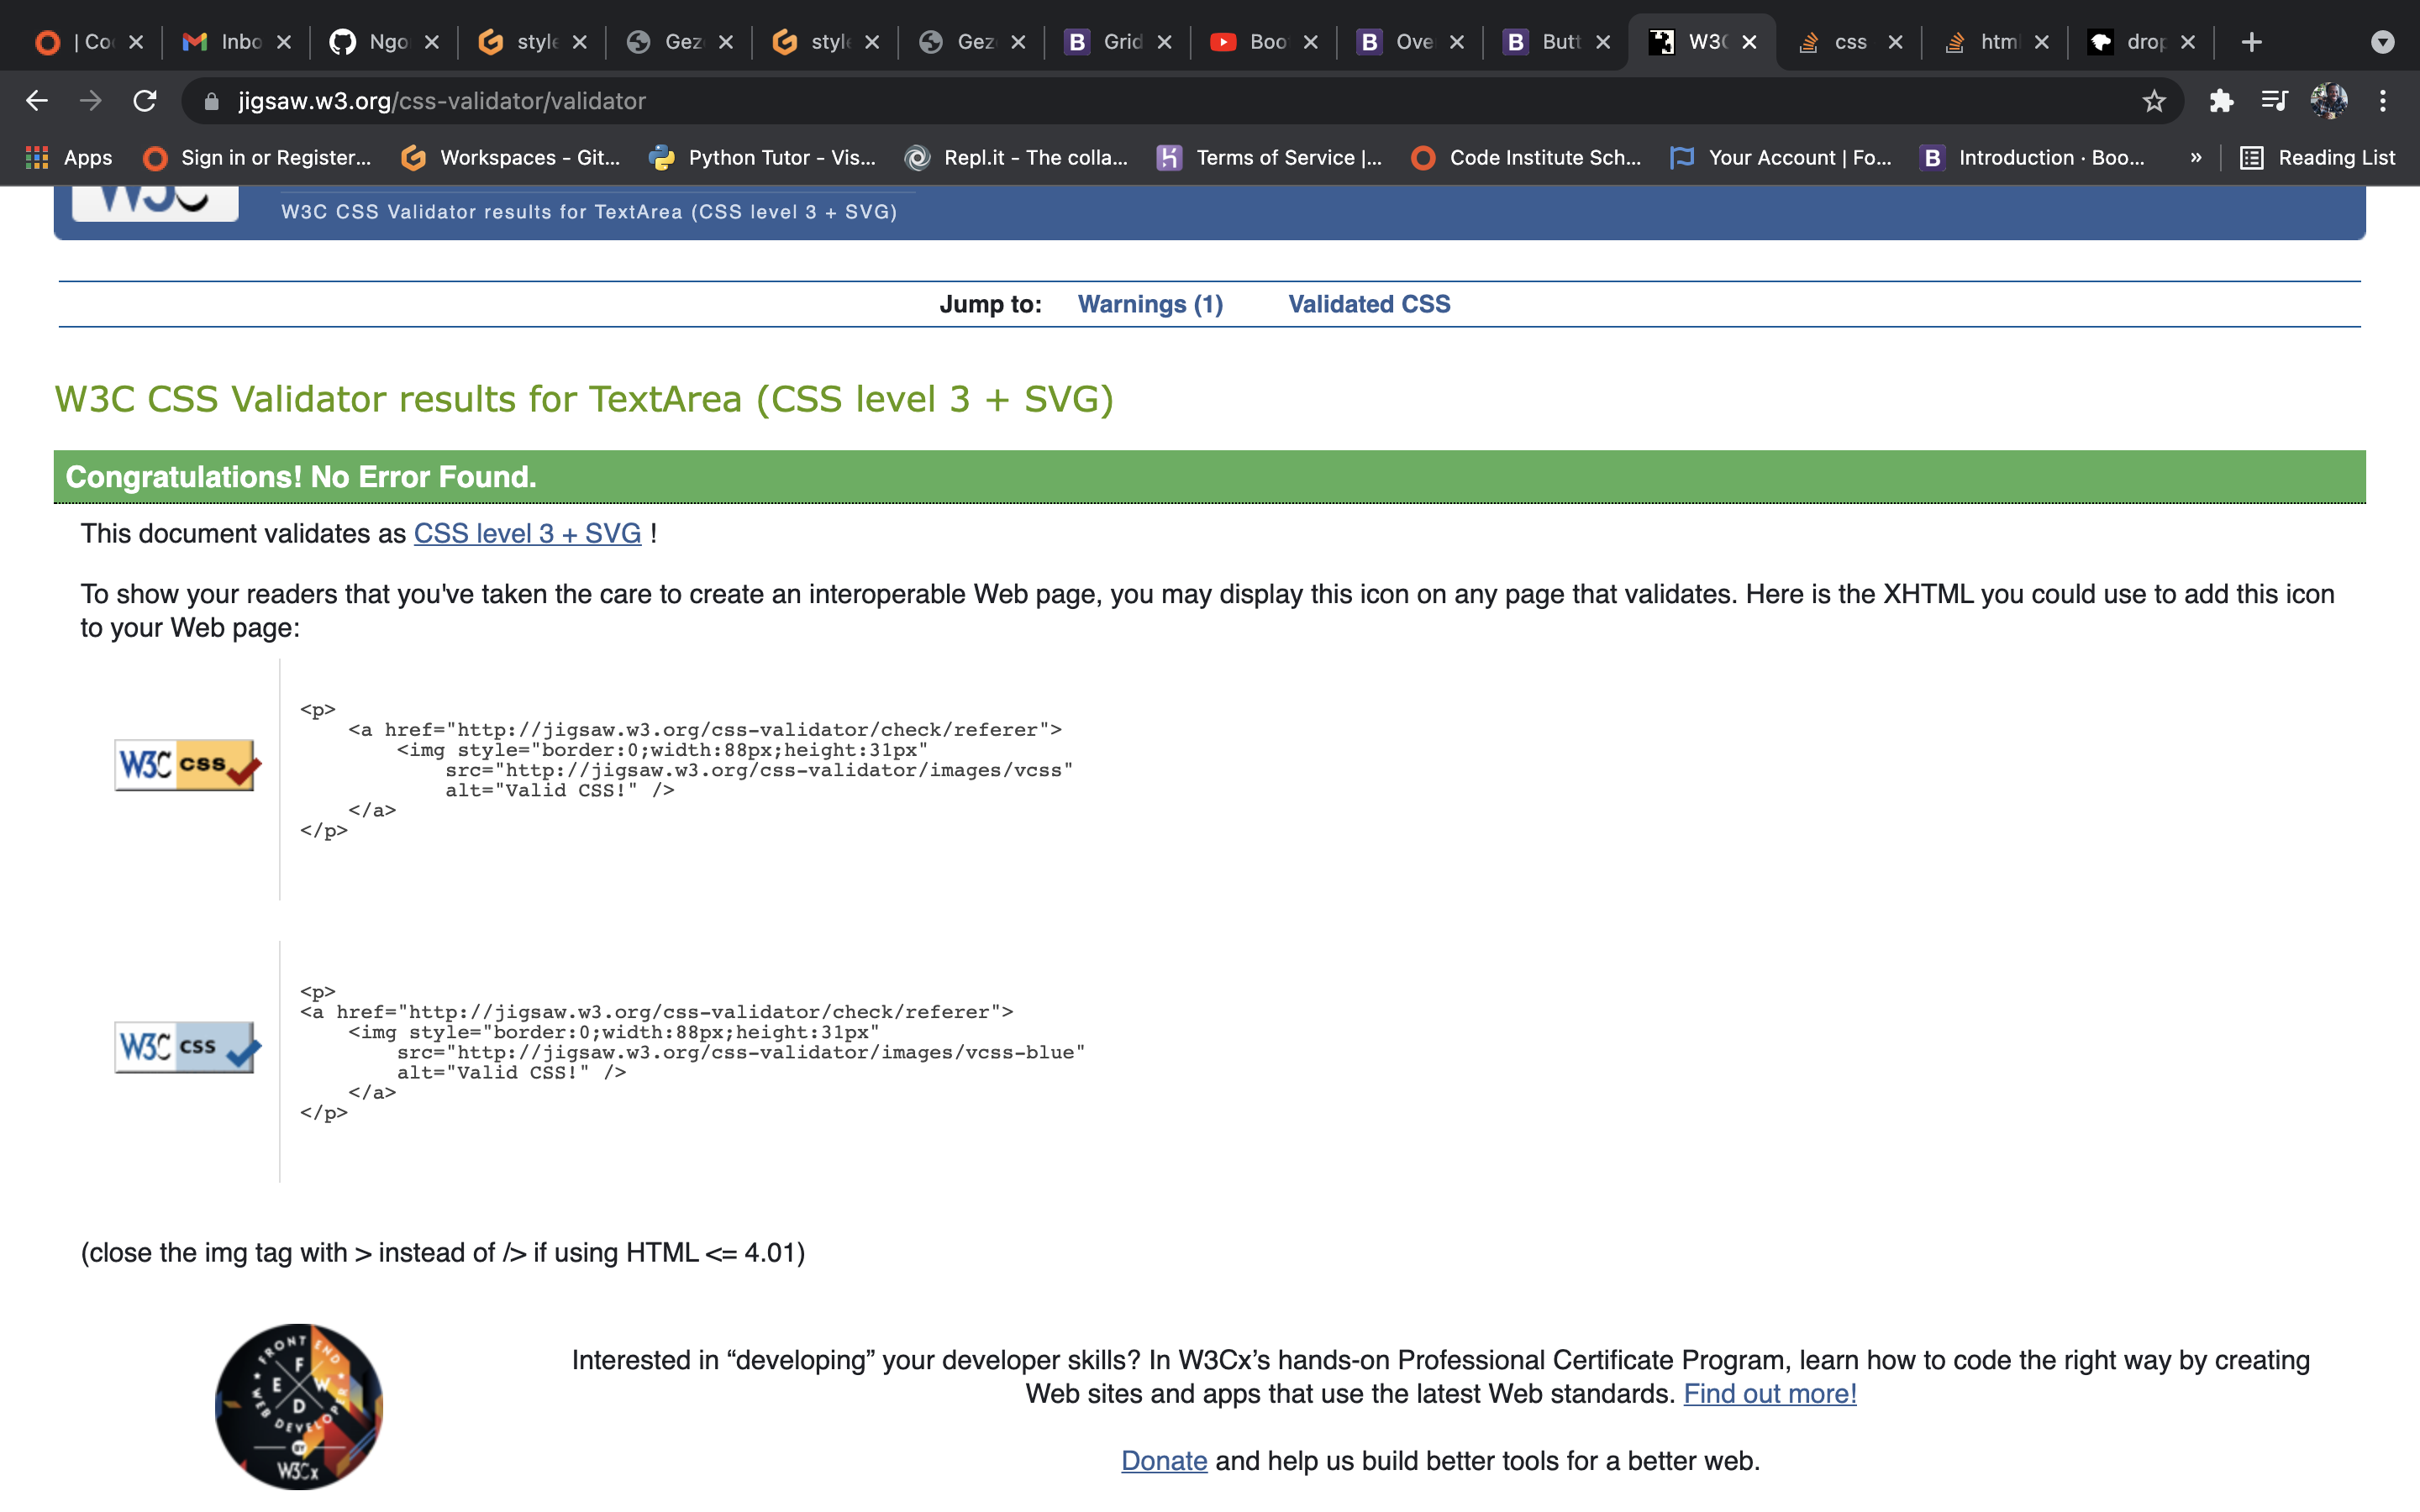 | Co
Inbo
Ngo
style
Gez
style
Gez
Grid
Boo
Ove
Butt
W3C
css
html
drop
jigsaw.w3.org/css-validator/validator
Apps
Sign in or Register...
Workspaces - Git...
Python Tutor - Vis...
Repl.it - The colla...
Terms of Service |...
Code Institute Sch...
Your Account | Fo...
Introduction · Boo...
»
Reading List
W3C
W3C CSS Validator results for TextArea (CSS level 3 + SVG)
Jump to: Warnings (1) Validated CSS
W3C CSS Validator results for TextArea (CSS level 3 + SVG)
Congratulations! No Error Found.
This document validates as CSS level 3 + SVG !
To show your readers that you've taken the care to create an interoperable Web page, you may display this icon on any page that validates. Here is the XHTML you could use to add this icon
to your Web page:
W3C css
<p>
<a href="http://jigsaw.w3.org/css-validator/check/referer">
<img style="border:0;width:88px;height:31px"
src="http://jigsaw.w3.org/css-validator/images/vcss"
alt="Valid CSS!" />
</a>
</p>
W3C css
<p>
<a href="http://jigsaw.w3.org/css-validator/check/referer">
<img style="border:0;width:88px;height:31px"
src="http://jigsaw.w3.org/css-validator/images/vcss-blue"
alt="Valid CSS!" />
</a>
</p>
(close the img tag with > instead of /> if using HTML <= 4.01)
FRONT END
F E W D
WEB DEVELOPER
BY
W3Cx
Interested in “developing” your developer skills? In W3Cx’s hands-on Professional Certificate Program, learn how to code the right way by creating
Web sites and apps that use the latest Web standards. Find out more!
Donate and help us build better tools for a better web.